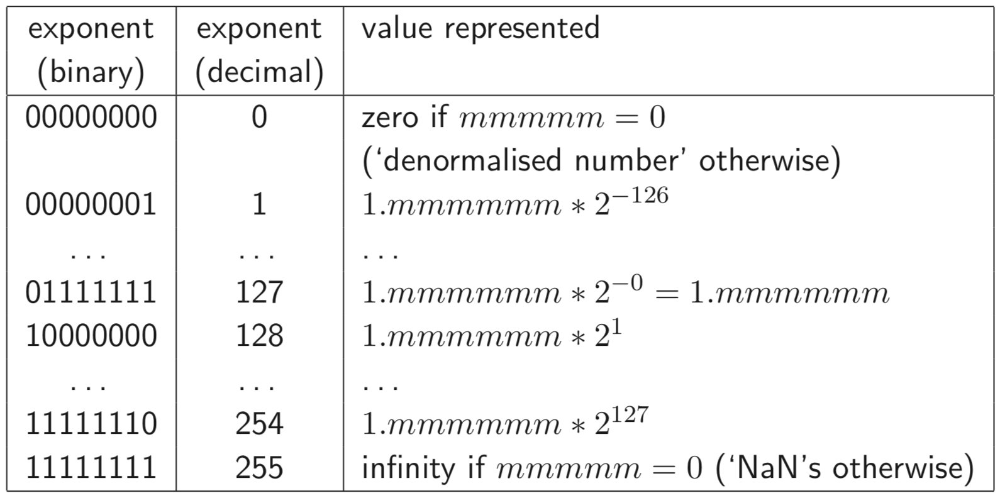 exponent exponent value represented
(binary) (decimal)
00000000 0 zero if mmmmm = 0
(‘denormalised number’ otherwise)
00000001 1 1.mmmmmm ∗ 2^−126
... ... ...
01111111 127 1.mmmmmm ∗ 2^−0 = 1.mmmmmm
10000000 128 1.mmmmmm ∗ 2^1
... ... ...
11111110 254 1.mmmmmm ∗ 2^127
11111111 255 infinity if mmmmm = 0 (‘NaN’s otherwise)